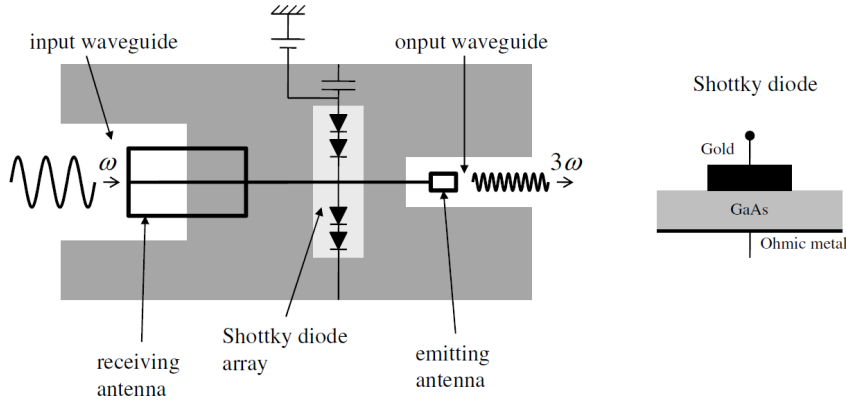 input waveguide
onput waveguide
ω
3ω
Shottky diode
array
receiving
antenna
emitting
antenna
Shottky diode
Gold
GaAs
Ohmic metal